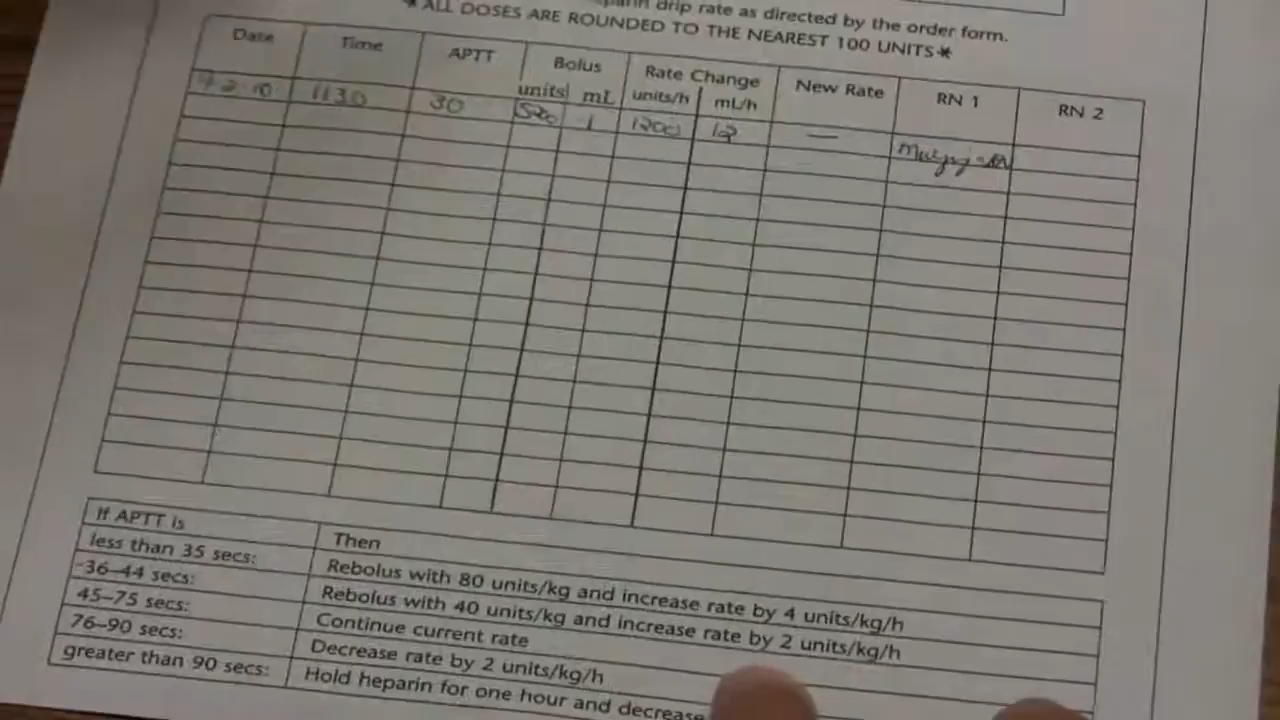 drip rate as directed by the order form.
*ALL DOSES ARE ROUNDED TO THE NEAREST 100 UNITS*
Date Time APTT Bolus Rate Change New Rate RN 1 RN 2
units mL units/h mL/h
1130 30 1 1200 12 —
If APTT is Then
less than 35 secs: Rebolus with 80 units/kg and increase rate by 4 units/kg/h
36–44 secs: Rebolus with 40 units/kg and increase rate by 2 units/kg/h
45–75 secs: Continue current rate
76–90 secs: Decrease rate by 2 units/kg/h
greater than 90 secs: Hold heparin for one hour and decrease